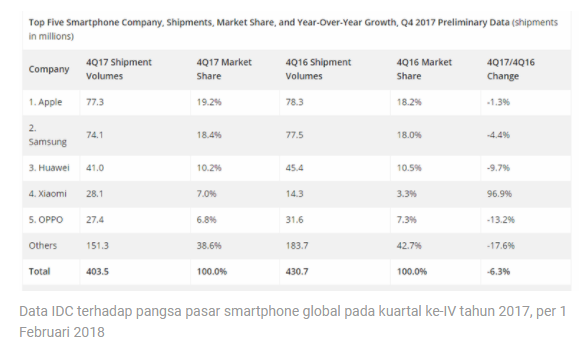 Top Five Smartphone Company, Shipments, Market Share, and Year-Over-Year Growth, Q4 2017 Preliminary Data (shipments
in millions)
Company 4Q17 Shipment Volumes 4Q17 Market Share 4Q16 Shipment Volumes 4Q16 Market Share 4Q17/4Q16 Change
1. Apple 77.3 19.2% 78.3 18.2% -1.3%
2. Samsung 74.1 18.4% 77.5 18.0% -4.4%
3. Huawei 41.0 10.2% 45.4 10.5% -9.7%
4. Xiaomi 28.1 7.0% 14.3 3.3% 96.9%
5. OPPO 27.4 6.8% 31.6 7.3% -13.2%
Others 151.3 38.6% 183.7 42.7% -17.6%
Total 403.5 100.0% 430.7 100.0% -6.3%
Data IDC terhadap pangsa pasar smartphone global pada kuartal ke-IV tahun 2017, per 1
Februari 2018